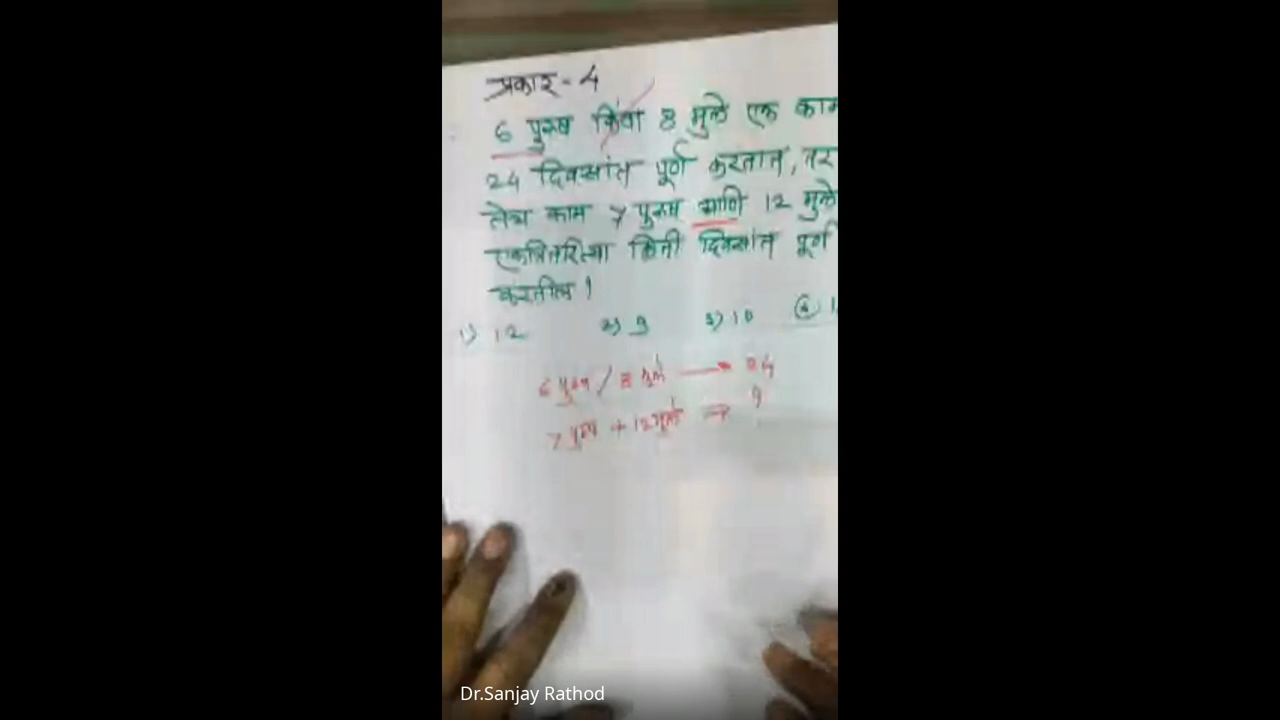 प्रकार - 4
6 पुरुष किंवा 8 मुले एक काम
24 दिवसांत पूर्ण करतात, तर
तेच काम 7 पुरुष आणि 12 मुले
एकत्रितरित्या किती दिवसांत पूर्ण
करतील ?
1) 12 2) 9 3) 10 4)
6 पुरुष / 8 मुले → 24
7 पुरुष + 12 मुले → ?
Dr.Sanjay Rathod